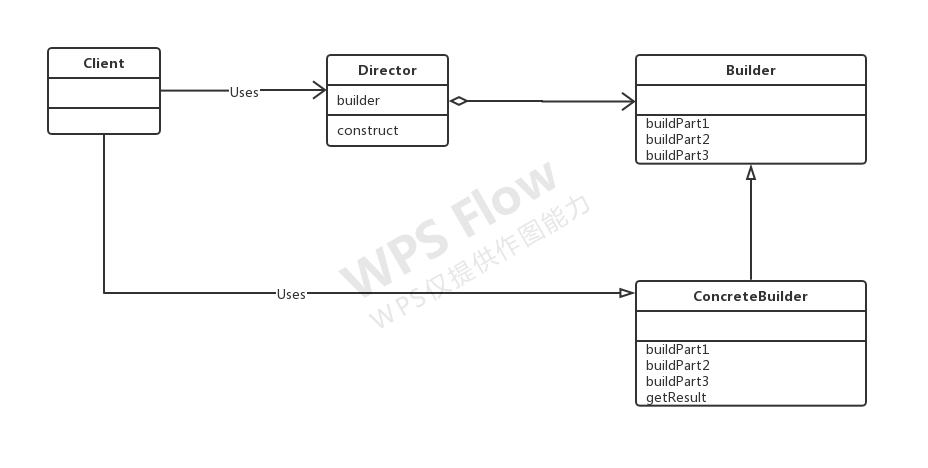 Client
Uses
Director
builder
construct
Builder
buildPart1
buildPart2
buildPart3
WPS Flow
WPS仅提供作图能力
Uses
ConcreteBuilder
buildPart1
buildPart2
buildPart3
getResult